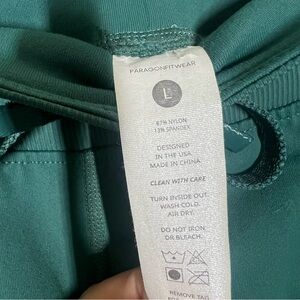 PARAGONFITWEAR
L
87% NYLON
13% SPANDEX
DESIGNED
IN THE USA
MADE IN CHINA
CLEAN WITH CARE
TURN INSIDE OUT
WASH COLD.
AIR DRY.
DO NOT IRON
OR BLEACH.
REMOVE TAG